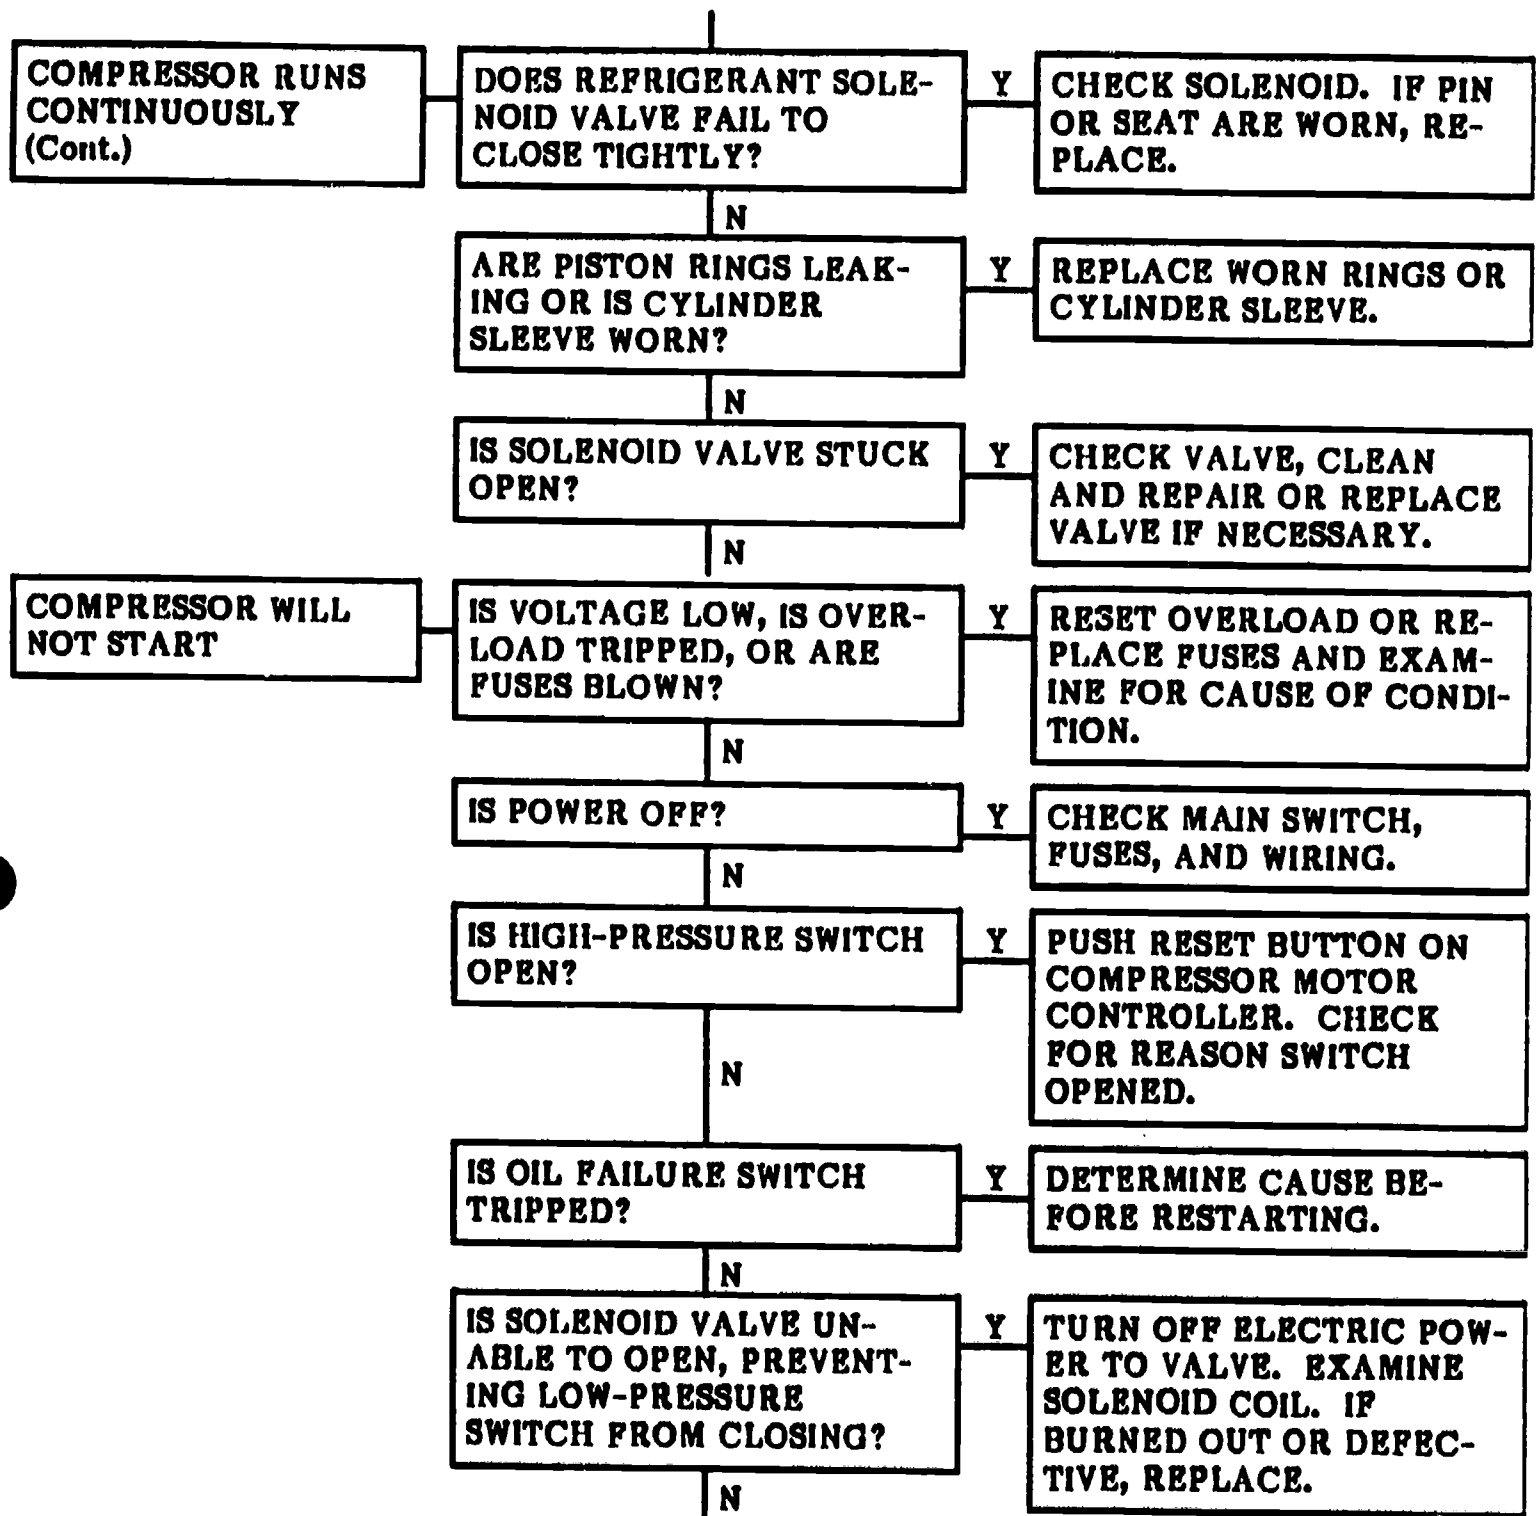 COMPRESSOR RUNS
CONTINUOUSLY
(Cont.)
DOES REFRIGERANT SOLE-
NOID VALVE FAIL TO
CLOSE TIGHTLY?
Y
CHECK SOLENOID. IF PIN
OR SEAT ARE WORN, RE-
PLACE.
N
ARE PISTON RINGS LEAK-
ING OR IS CYLINDER
SLEEVE WORN?
Y
REPLACE WORN RINGS OR
CYLINDER SLEEVE.
N
IS SOLENOID VALVE STUCK
OPEN?
Y
CHECK VALVE, CLEAN
AND REPAIR OR REPLACE
VALVE IF NECESSARY.
N
COMPRESSOR WILL
NOT START
IS VOLTAGE LOW, IS OVER-
LOAD TRIPPED, OR ARE
FUSES BLOWN?
Y
RESET OVERLOAD OR RE-
PLACE FUSES AND EXAM-
INE FOR CAUSE OF CONDI-
TION.
N
IS POWER OFF?
Y
CHECK MAIN SWITCH,
FUSES, AND WIRING.
N
IS HIGH-PRESSURE SWITCH
OPEN?
Y
PUSH RESET BUTTON ON
COMPRESSOR MOTOR
CONTROLLER. CHECK
FOR REASON SWITCH
OPENED.
N
IS OIL FAILURE SWITCH
TRIPPED?
Y
DETERMINE CAUSE BE-
FORE RESTARTING.
N
IS SOLENOID VALVE UN-
ABLE TO OPEN, PREVENT-
ING LOW-PRESSURE
SWITCH FROM CLOSING?
Y
TURN OFF ELECTRIC POW-
ER TO VALVE. EXAMINE
SOLENOID COIL. IF
BURNED OUT OR DEFEC-
TIVE, REPLACE.
N